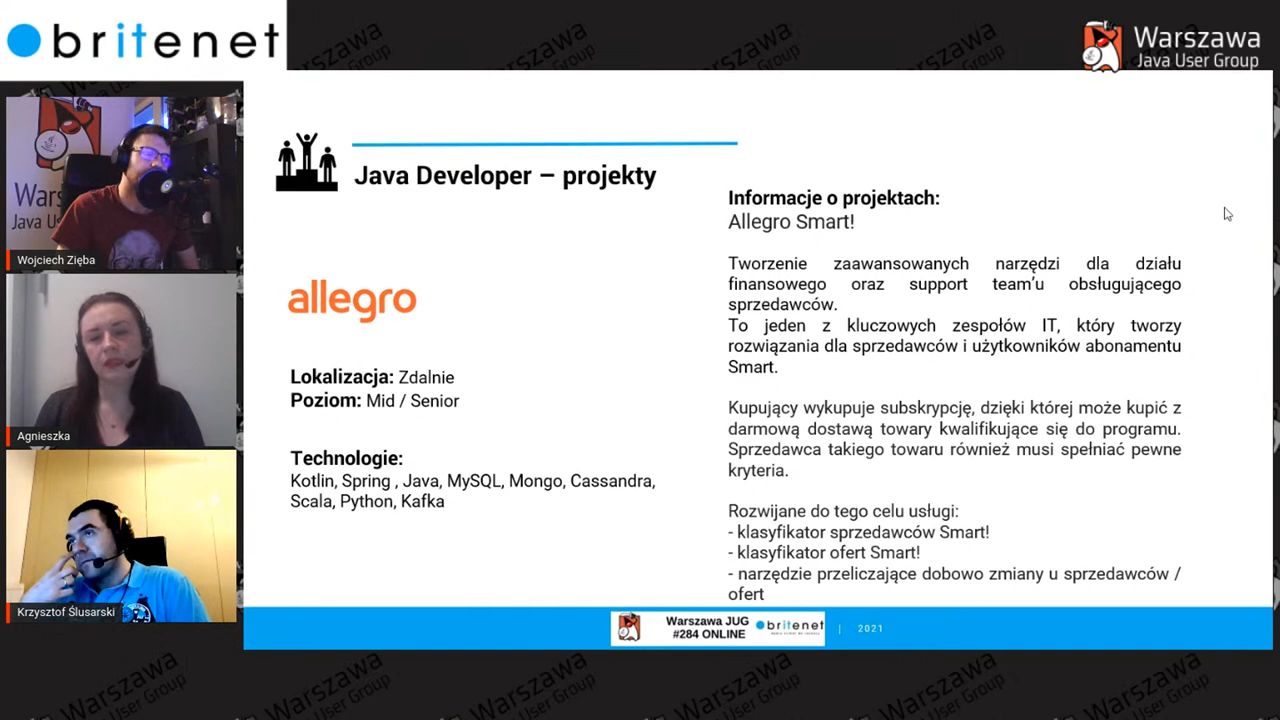 britenet
Warszawa
Java User Group
Wojciech Zięba
Agnieszka
Krzysztof Ślusarski
Java Developer – projekty
allegro
Lokalizacja: Zdalnie
Poziom: Mid / Senior
Technologie:
Kotlin, Spring , Java, MySQL, Mongo, Cassandra,
Scala, Python, Kafka
Informacje o projektach:
Allegro Smart!
Tworzenie zaawansowanych narzędzi dla działu
finansowego oraz support team’u obsługującego
sprzedawców.
To jeden z kluczowych zespołów IT, który tworzy
rozwiązania dla sprzedawców i użytkowników abonamentu
Smart.
Kupujący wykupuje subskrypcję, dzięki której może kupić z
darmową dostawą towary kwalifikujące się do programu.
Sprzedawca takiego towaru również musi spełniać pewne
kryteria.
Rozwijane do tego celu usługi:
- klasyfikator sprzedawców Smart!
- klasyfikator ofert Smart!
- narzędzie przeliczające dobowo zmiany u sprzedawców /
ofert
Warszawa JUG
#284 ONLINE
britenet
| 2021